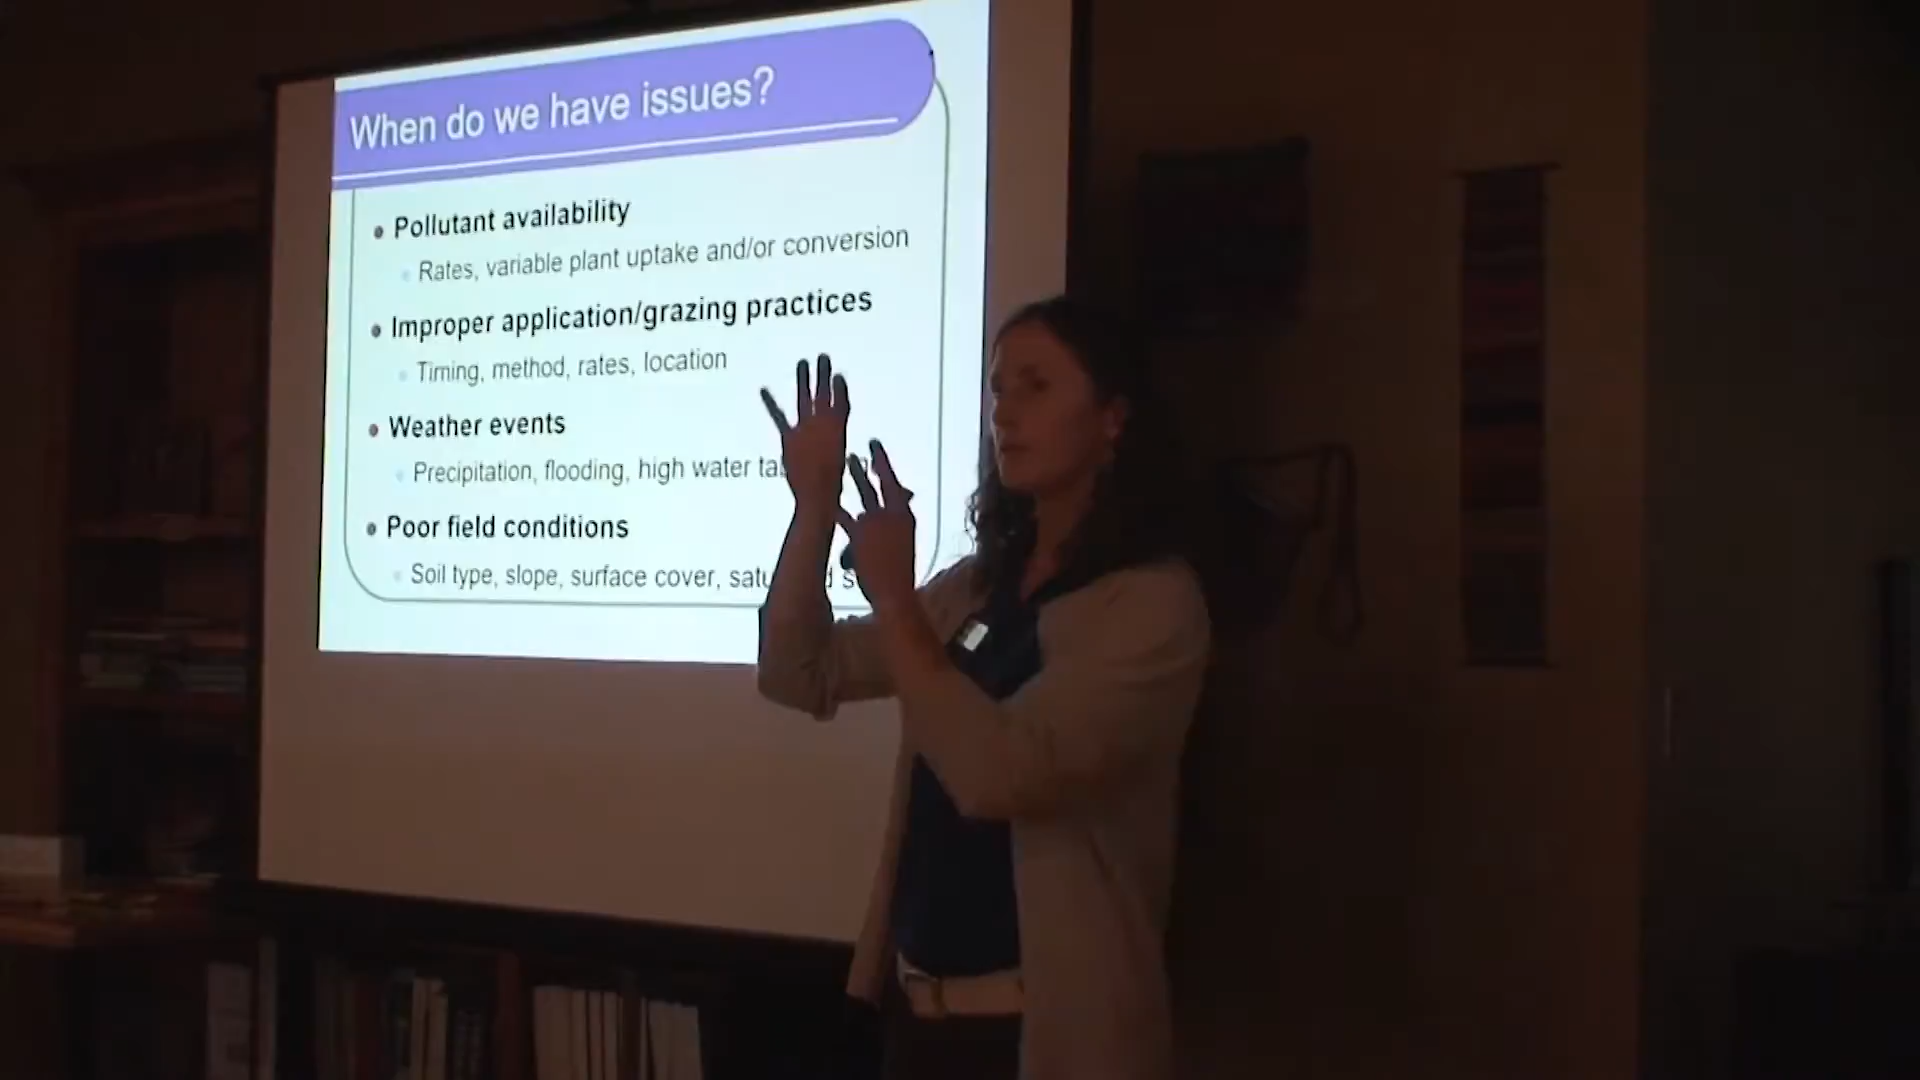 When do we have issues?
Pollutant availability
Rates, variable plant uptake and/or conversion
Improper application/grazing practices
Timing, method, rates, location
Weather events
Precipitation, flooding, high water
Poor field conditions
Soil type, slope, surface cover,